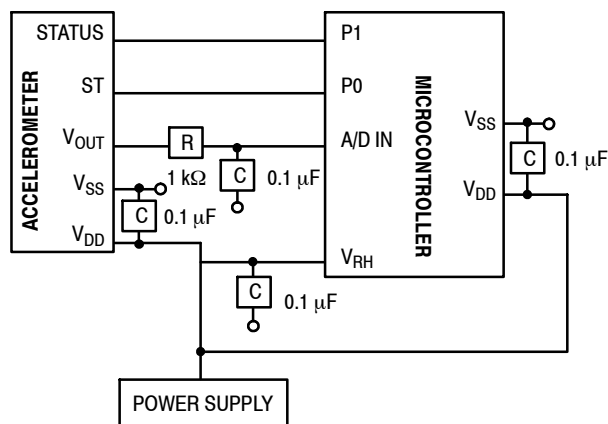 ACCELEROMETER
STATUS
ST
V_OUT
V_SS
V_DD
R
1 kΩ
C
0.1 μF
C
0.1 μF
C
0.1 μF
P1
P0
A/D IN
V_RH
MICROCONTROLLER
V_SS
V_DD
C
0.1 μF
POWER SUPPLY